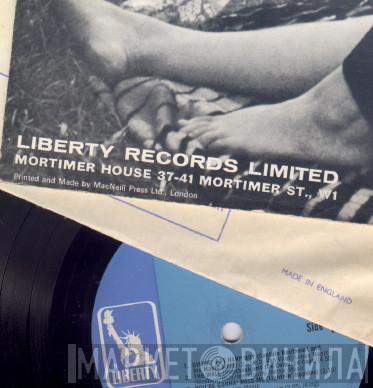 LIBERTY RECORDS LIMITED
MORTIMER HOUSE 37-41 MORTIMER ST., W1
Printed and Made by MacNeill Press Ltd., London
MADE IN ENGLAND
Side
LIBERTY
МАРКЕТ ВИНИЛА